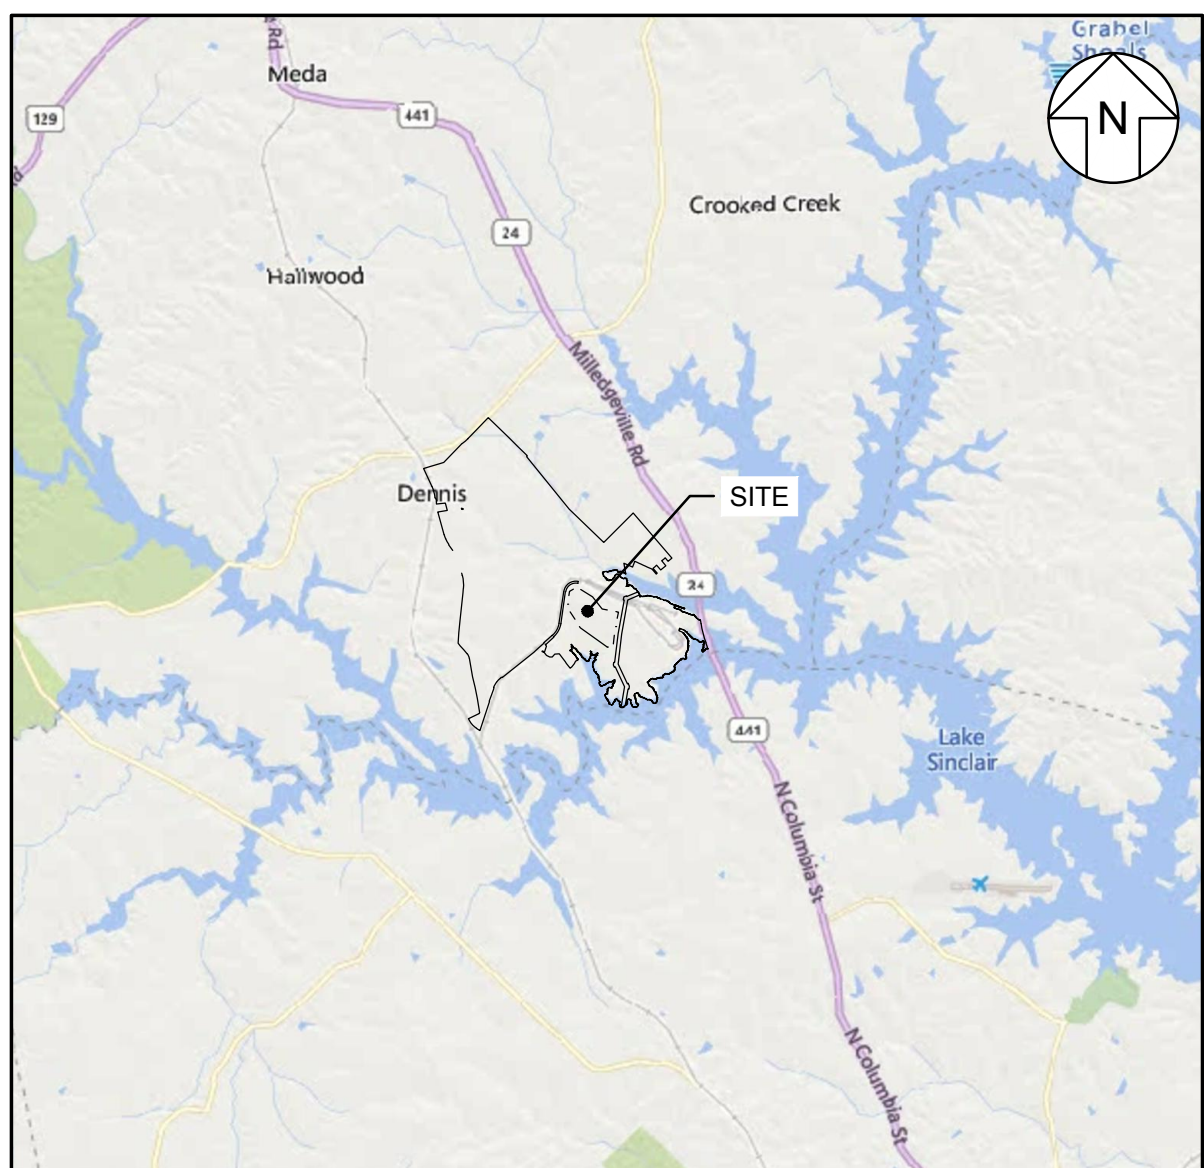 Grabel
Shoals
Rd
Meda
129
441
N
Crooked Creek
24
Hallwood
Milledgeville Rd
Dennis
SITE
24
441
Lake
Sinclair
N Columbia St
N Columbia St